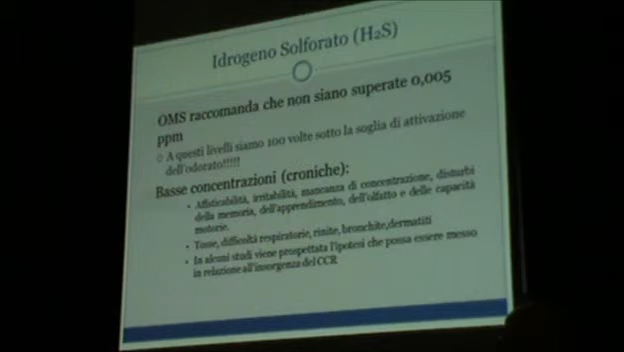 Idrogeno Solforato (H2S)
OMS raccomanda che non siano superate 0,005
ppm
A questi livelli siamo 100 volte sotto la soglia di attivazione
dell'odorato!!!!!
Basse concentrazioni (croniche):
• Affaticabilità, irritabilità, mancanza di concentrazione, disturbi
della memoria, dell'apprendimento, dell'olfatto e delle capacità
motorie.
• Tosse, difficoltà respiratorie, rinite, bronchite,dermatiti
• In alcuni studi viene prospettata l'ipotesi che possa essere messo
in relazione all'insorgenza del CCR